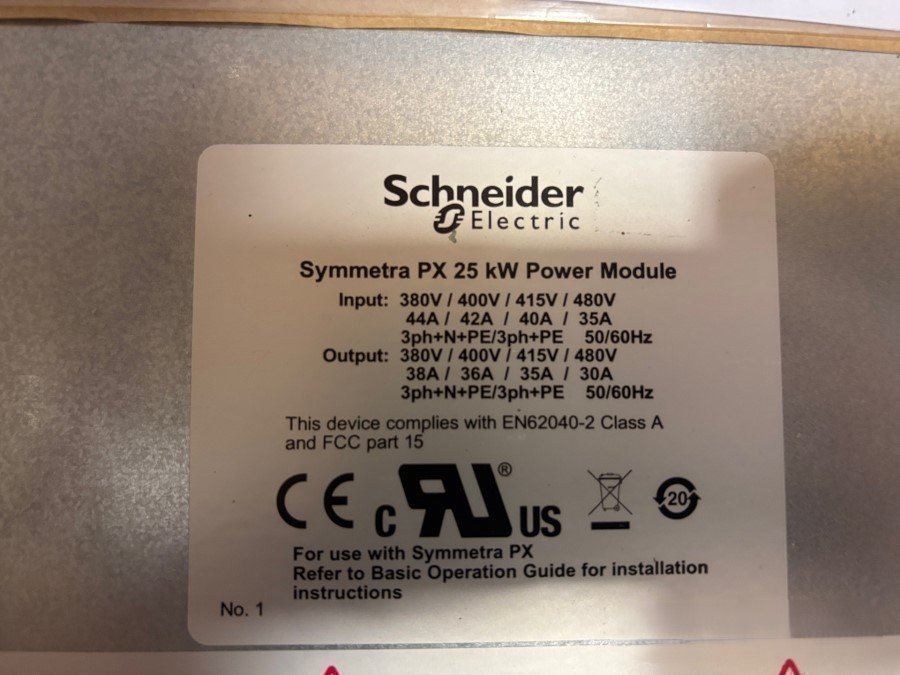 Schneider
Electric
Symmetra PX 25 kW Power Module
Input: 380V / 400V / 415V / 480V
44A / 42A / 40A / 35A
3ph+N+PE/3ph+PE 50/60Hz
Output: 380V / 400V / 415V / 480V
38A / 36A / 35A / 30A
3ph+N+PE/3ph+PE 50/60Hz
This device complies with EN62040-2 Class A
and FCC part 15
CE C RU ® US 20
For use with Symmetra PX
Refer to Basic Operation Guide for installation
instructions
No. 1